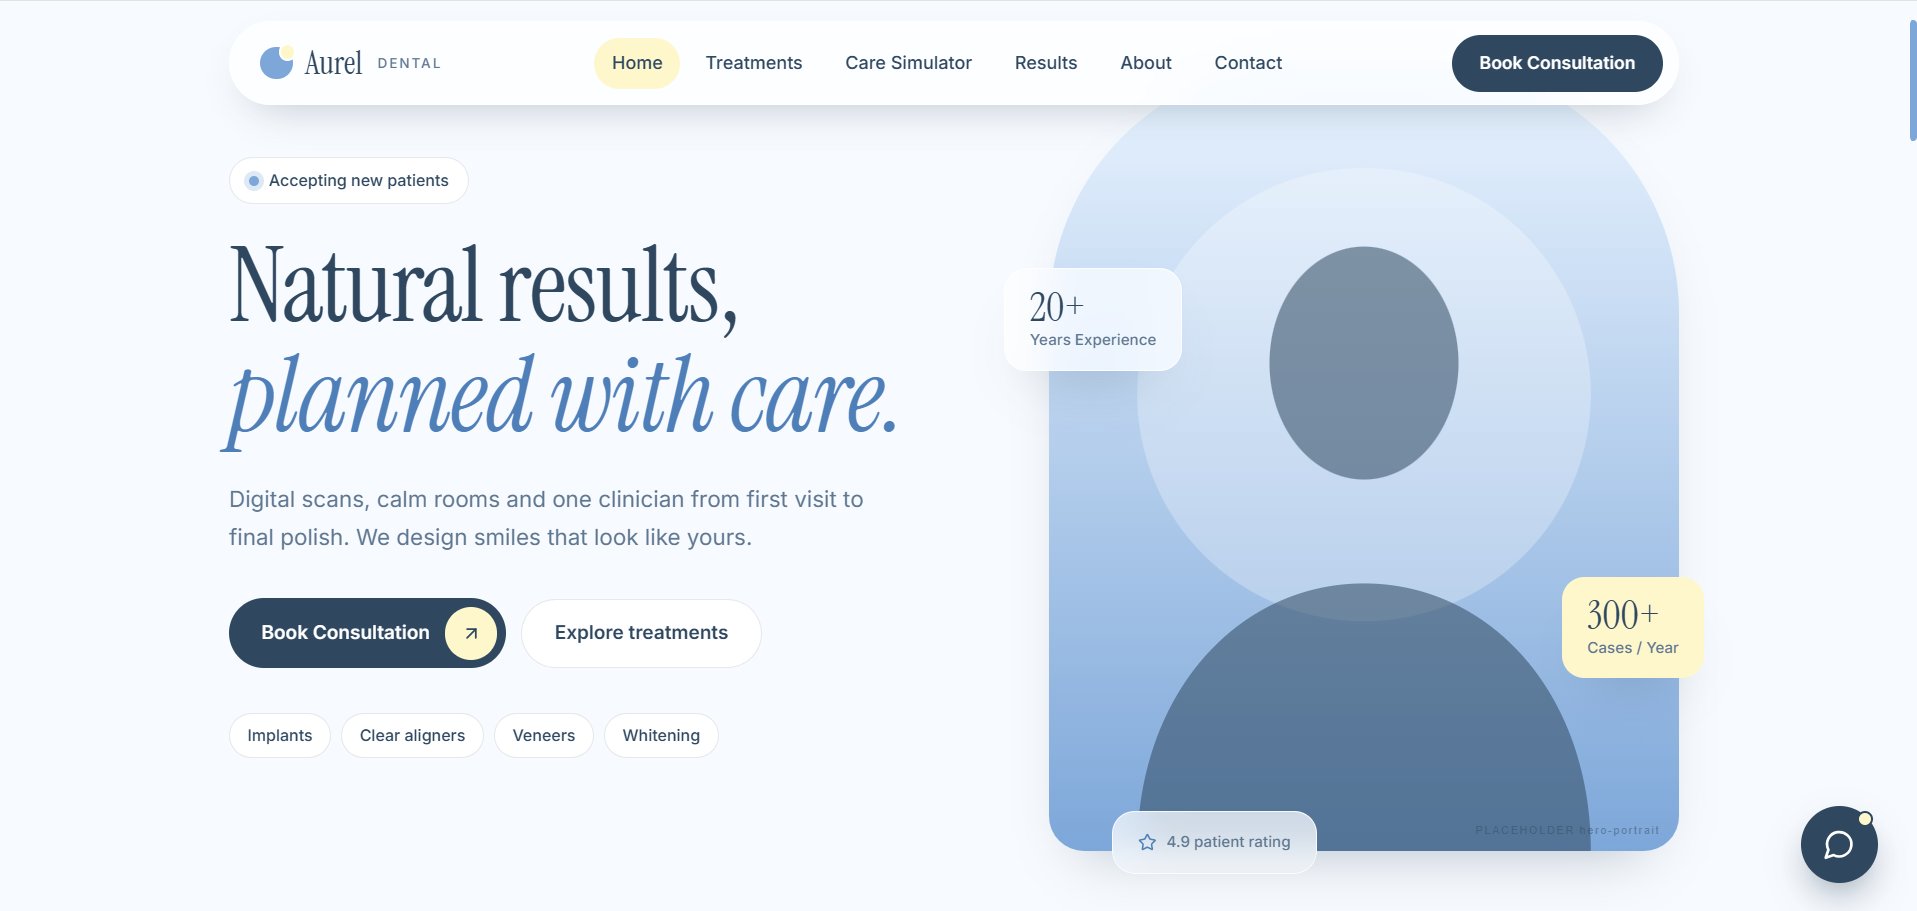 Aurel DENTAL
Home
Treatments
Care Simulator
Results
About
Contact
Book Consultation
Accepting new patients
Natural results,
planned with care.
Digital scans, calm rooms and one clinician from first visit to
final polish. We design smiles that look like yours.
Book Consultation
Explore treatments
Implants
Clear aligners
Veneers
Whitening
20+
Years Experience
300+
Cases / Year
PLACEHOLDER hero-portrait
4.9 patient rating